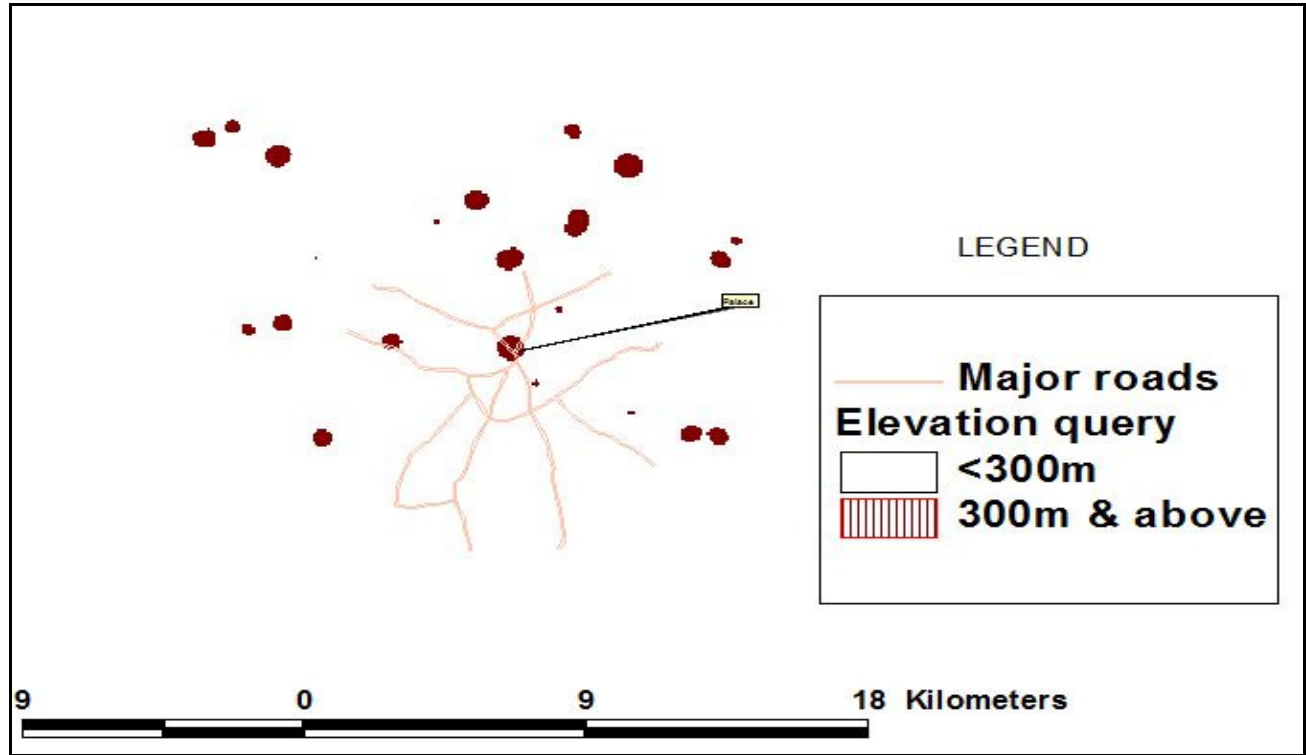 LEGEND
Palace
Major roads
Elevation query
<300m
300m & above
9 0 9 18 Kilometers